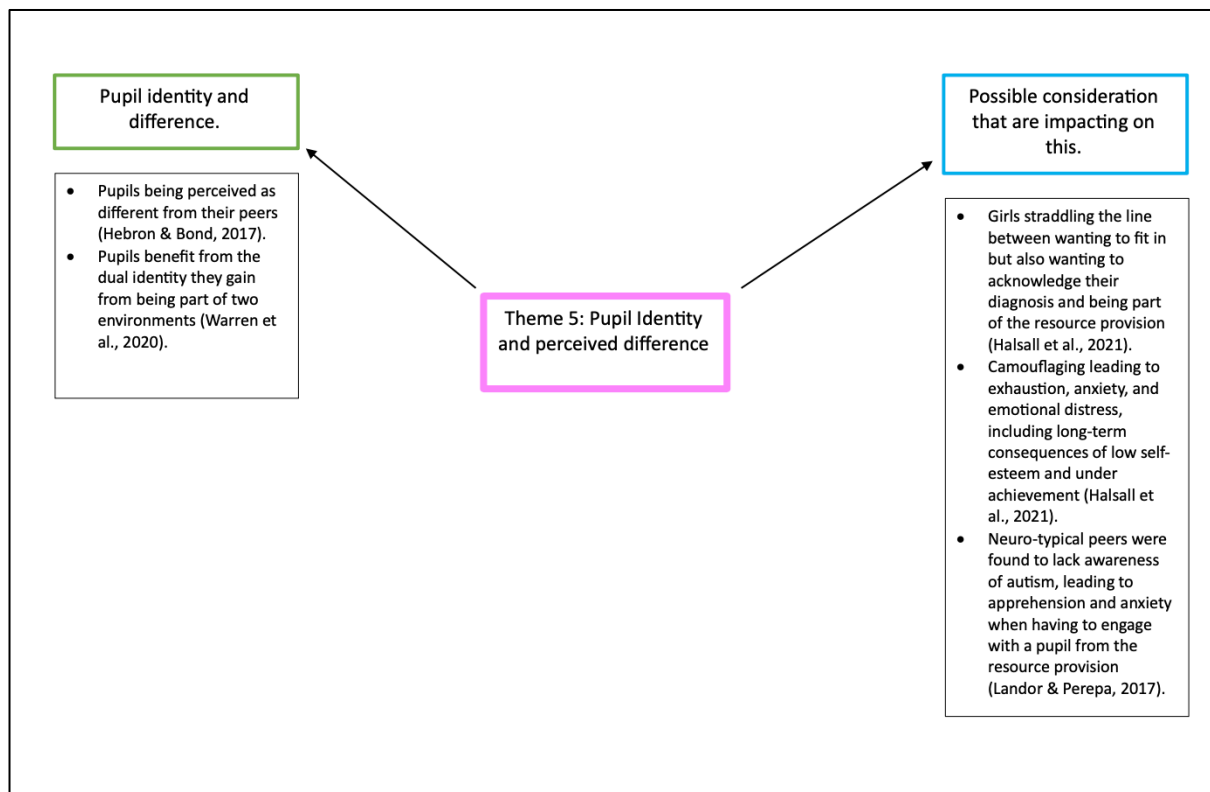 Pupil identity and
difference.
• Pupils being perceived as
different from their peers
(Hebron & Bond, 2017).
• Pupils benefit from the
dual identity they gain
from being part of two
environments (Warren et
al., 2020).
Theme 5: Pupil Identity
and perceived difference
Possible consideration
that are impacting on
this.
• Girls straddling the line
between wanting to fit in
but also wanting to
acknowledge their
diagnosis and being part
of the resource provision
(Halsall et al., 2021).
• Camouflaging leading to
exhaustion, anxiety, and
emotional distress,
including long-term
consequences of low self-
esteem and under
achievement (Halsall et
al., 2021).
• Neuro-typical peers were
found to lack awareness
of autism, leading to
apprehension and anxiety
when having to engage
with a pupil from the
resource provision
(Landor & Perepa, 2017).